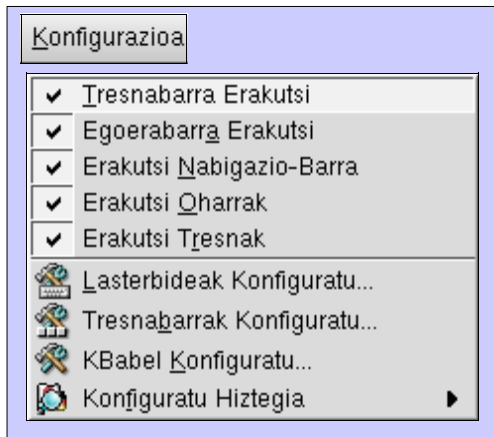 Konfigurazioa
Tresnabarra Erakutsi
Egoerabarra Erakutsi
Erakutsi Nabigazio-Barra
Erakutsi Oharrak
Erakutsi Tresnak
Lasterbideak Konfiguratu...
Tresnabarrak Konfiguratu...
KBabel Konfiguratu...
Konfiguratu Hiztegia